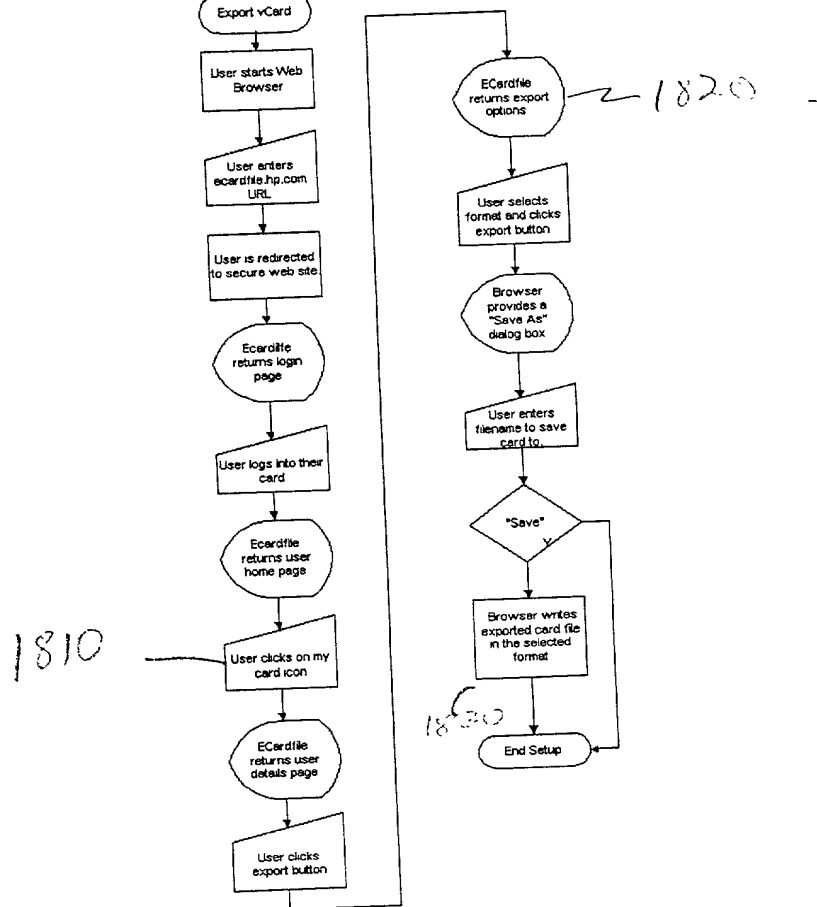 Export vCard
User starts Web
Browser
User enters
ecardfile.hp.com
URL
User is redirected
to secure web site.
Ecardilfe
returns login
page
User logs into their
card
Ecardfile
returns user
home page
1810
User clicks on my
card icon
ECardfile
returns user
details page
User clicks
export button
ECardfile
returns export
options
1820
User selects
format and clicks
export button
Browser
provides a
"Save As"
dialog box
User enters
filename to save
card to.
"Save"
Y
Browser writes
exported card file
in the selected
format
1830
End Setup